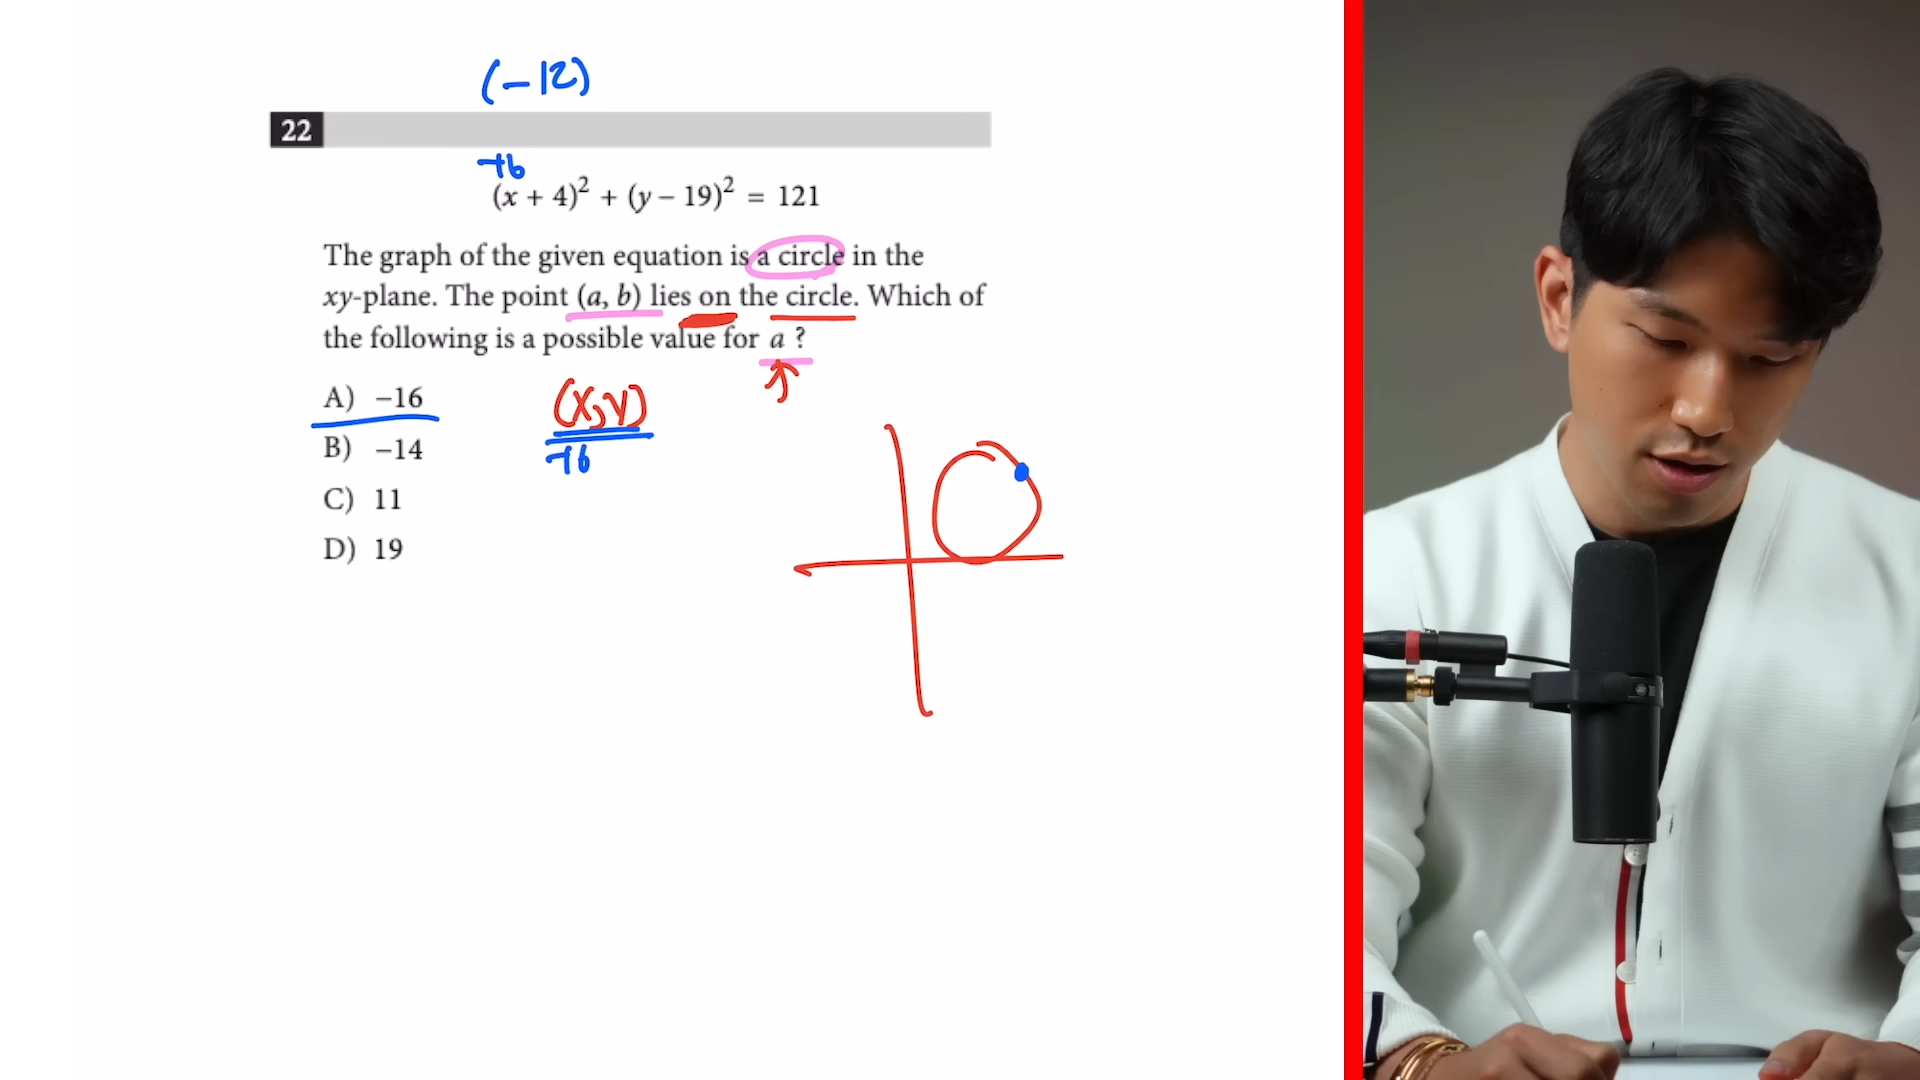 (-12)
22
-16
(x + 4)² + (y – 19)² = 121
The graph of the given equation is a circle in the
xy-plane. The point (a, b) lies on the circle. Which of
the following is a possible value for a ?
A) –16
(x,y)
B) –14
-16
C) 11
D) 19